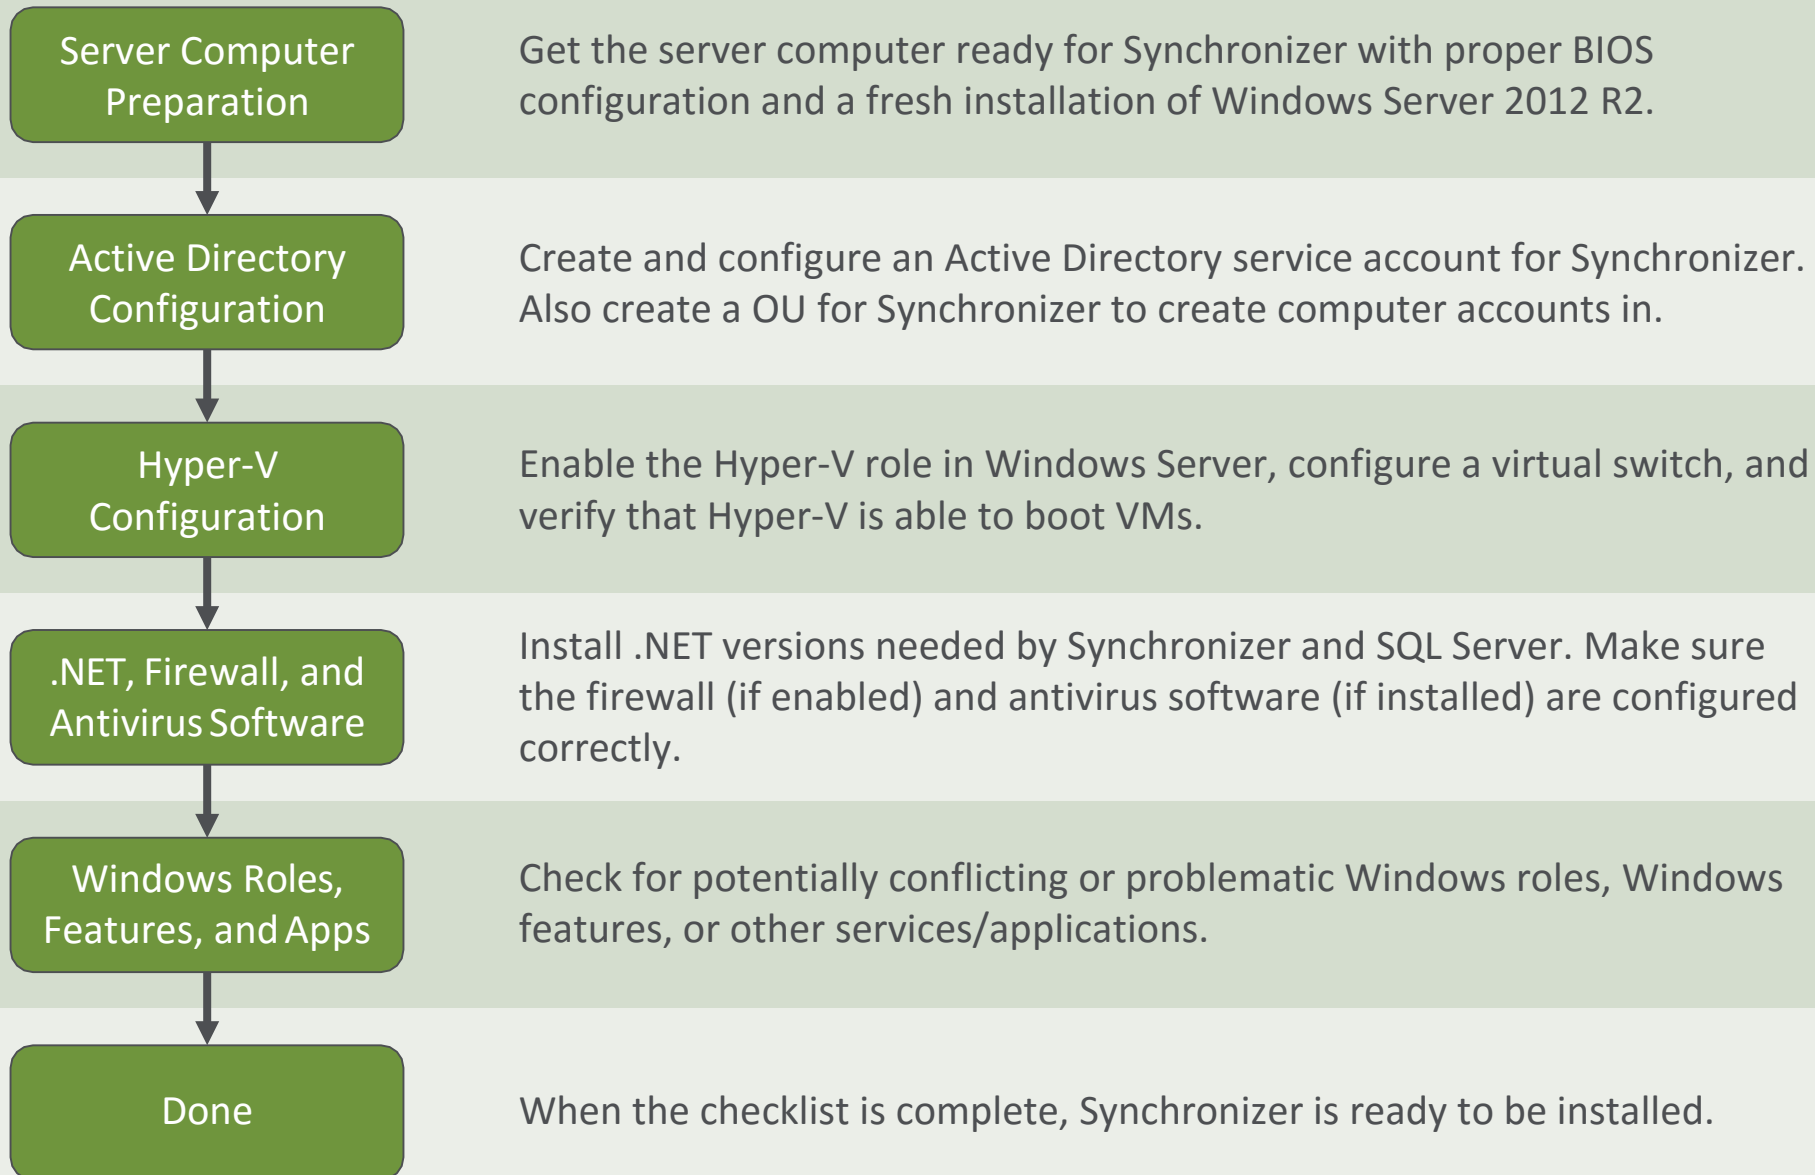 Server Computer
Preparation
Get the server computer ready for Synchronizer with proper BIOS
configuration and a fresh installation of Windows Server 2012 R2.
Active Directory
Configuration
Create and configure an Active Directory service account for Synchronizer.
Also create a OU for Synchronizer to create computer accounts in.
Hyper-V
Configuration
Enable the Hyper-V role in Windows Server, configure a virtual switch, and
verify that Hyper-V is able to boot VMs.
.NET, Firewall, and
Antivirus Software
Install .NET versions needed by Synchronizer and SQL Server. Make sure
the firewall (if enabled) and antivirus software (if installed) are configured
correctly.
Windows Roles,
Features, and Apps
Check for potentially conflicting or problematic Windows roles, Windows
features, or other services/applications.
Done
When the checklist is complete, Synchronizer is ready to be installed.